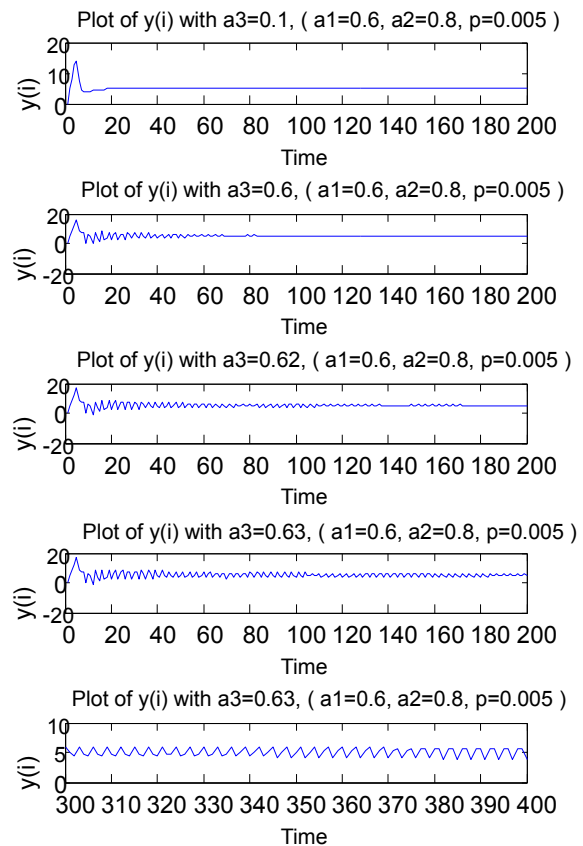 Plot of y(i) with a3=0.1, ( a1=0.6, a2=0.8, p=0.005 )
20
10
0
y(i)
0 20 40 60 80 100 120 140 160 180 200
Time
Plot of y(i) with a3=0.6, ( a1=0.6, a2=0.8, p=0.005 )
20
0
-20
y(i)
0 20 40 60 80 100 120 140 160 180 200
Time
Plot of y(i) with a3=0.62, ( a1=0.6, a2=0.8, p=0.005 )
20
0
-20
y(i)
0 20 40 60 80 100 120 140 160 180 200
Time
Plot of y(i) with a3=0.63, ( a1=0.6, a2=0.8, p=0.005 )
20
0
-20
y(i)
0 20 40 60 80 100 120 140 160 180 200
Time
Plot of y(i) with a3=0.63, ( a1=0.6, a2=0.8, p=0.005 )
10
5
0
y(i)
300 310 320 330 340 350 360 370 380 390 400
Time